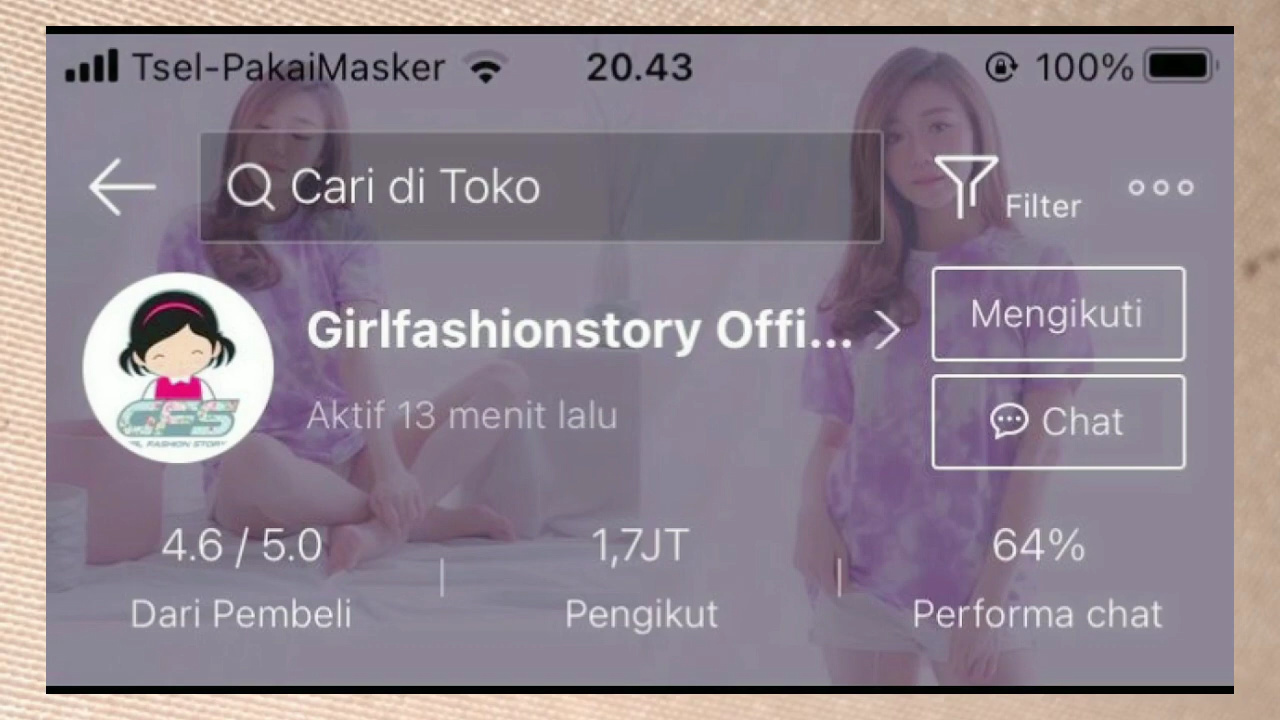 Tsel-PakaiMasker 20.43 100%
Cari di Toko
Filter
Girlfashionstory Offi...
Mengikuti
Aktif 13 menit lalu
Chat
GFS
4.6 / 5.0 1,7JT 64%
Dari Pembeli Pengikut Performa chat